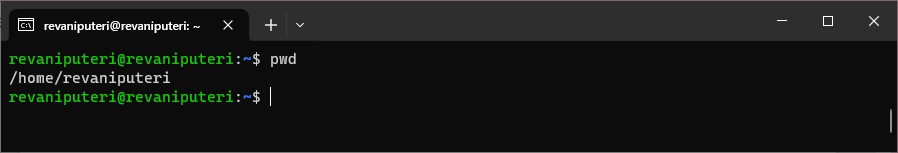 revaniputeri@revaniputeri: ~
revaniputeri@revaniputeri:~$ pwd
/home/revaniputeri
revaniputeri@revaniputeri:~$